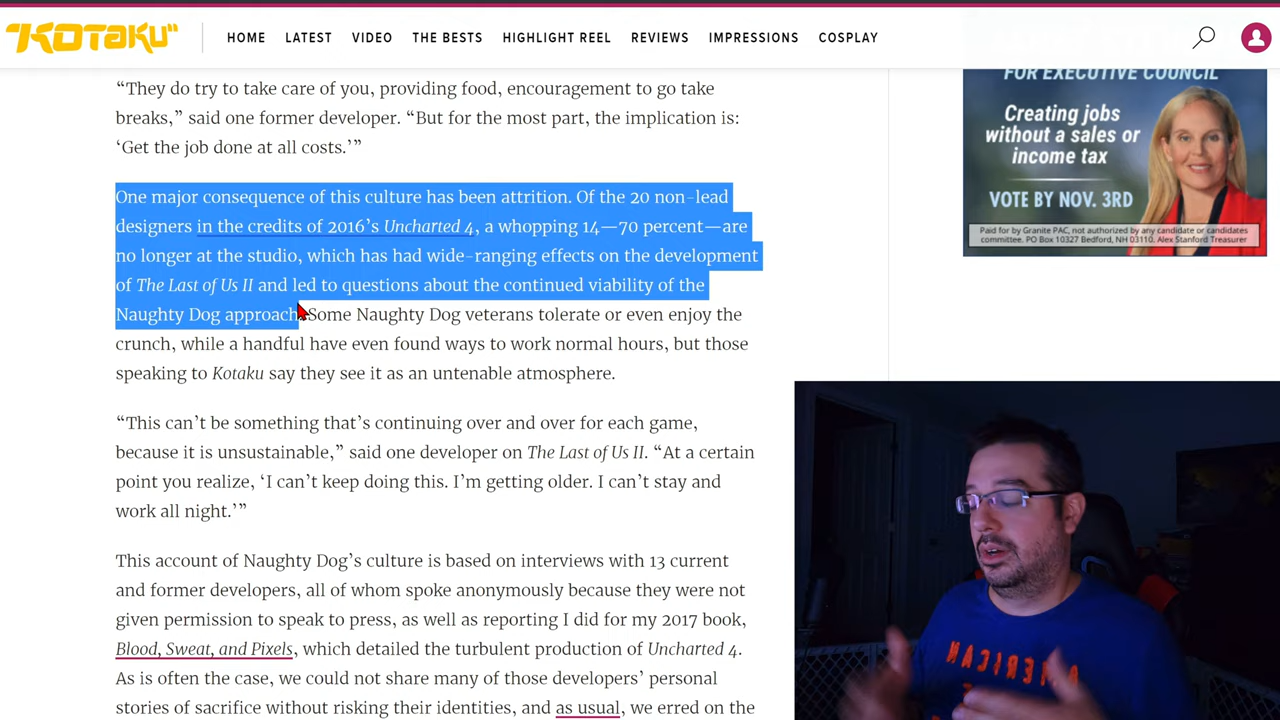 KOTAKU
HOME LATEST VIDEO THE BESTS HIGHLIGHT REEL REVIEWS IMPRESSIONS COSPLAY
“They do try to take care of you, providing food, encouragement to go take
breaks,” said one former developer. “But for the most part, the implication is:
‘Get the job done at all costs.’”
One major consequence of this culture has been attrition. Of the 20 non-lead
designers in the credits of 2016’s Uncharted 4, a whopping 14—70 percent—are
no longer at the studio, which has had wide-ranging effects on the development
of The Last of Us II and led to questions about the continued viability of the
Naughty Dog approach. Some Naughty Dog veterans tolerate or even enjoy the
crunch, while a handful have even found ways to work normal hours, but those
speaking to Kotaku say they see it as an untenable atmosphere.
“This can’t be something that’s continuing over and over for each game,
because it is unsustainable,” said one developer on The Last of Us II. “At a certain
point you realize, ‘I can’t keep doing this. I’m getting older. I can’t stay and
work all night.’”
This account of Naughty Dog’s culture is based on interviews with 13 current
and former developers, all of whom spoke anonymously because they were not
given permission to speak to press, as well as reporting I did for my 2017 book,
Blood, Sweat, and Pixels, which detailed the turbulent production of Uncharted 4.
As is often the case, we could not share many of those developers’ personal
stories of sacrifice without risking their identities, and as usual, we erred on the
FOR EXECUTIVE COUNCIL
Creating jobs
without a sales or
income tax
VOTE BY NOV. 3RD
Paid for by Granite PAC, not authorized by any candidate or candidates
committee. PO Box 10327 Bedford, NH 03110. Alex Stanford Treasurer
AMERICAN